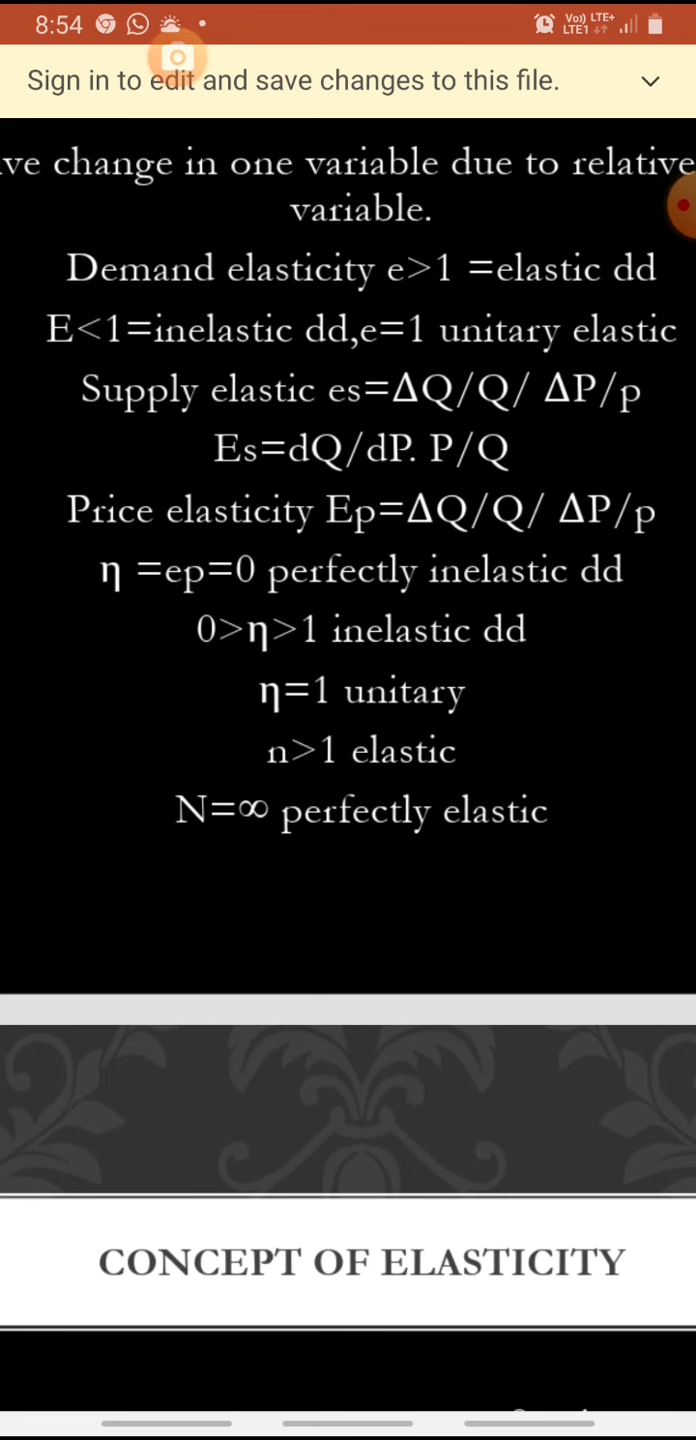 8:54
Vo)) LTE+
LTE1
Sign in to edit and save changes to this file.
ve change in one variable due to relative
variable.
Demand elasticity e>1 =elastic dd
E<1=inelastic dd,e=1 unitary elastic
Supply elastic es=ΔQ/Q/ ΔP/p
Es=dQ/dP. P/Q
Price elasticity Ep=ΔQ/Q/ ΔP/p
η =ep=0 perfectly inelastic dd
0>η>1 inelastic dd
η=1 unitary
n>1 elastic
N=∞ perfectly elastic
CONCEPT OF ELASTICITY